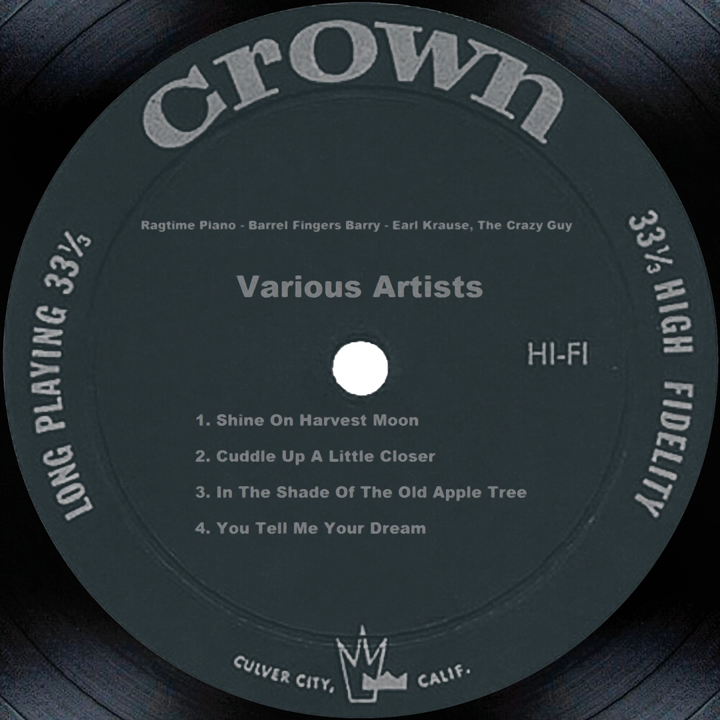 crown
Ragtime Piano - Barrel Fingers Barry - Earl Krause, The Crazy Guy
Various Artists
LONG PLAYING 33⅓
33⅓ HIGH FIDELITY
HI-FI
1. Shine On Harvest Moon
2. Cuddle Up A Little Closer
3. In The Shade Of The Old Apple Tree
4. You Tell Me Your Dream
CULVER CITY, CALIF.